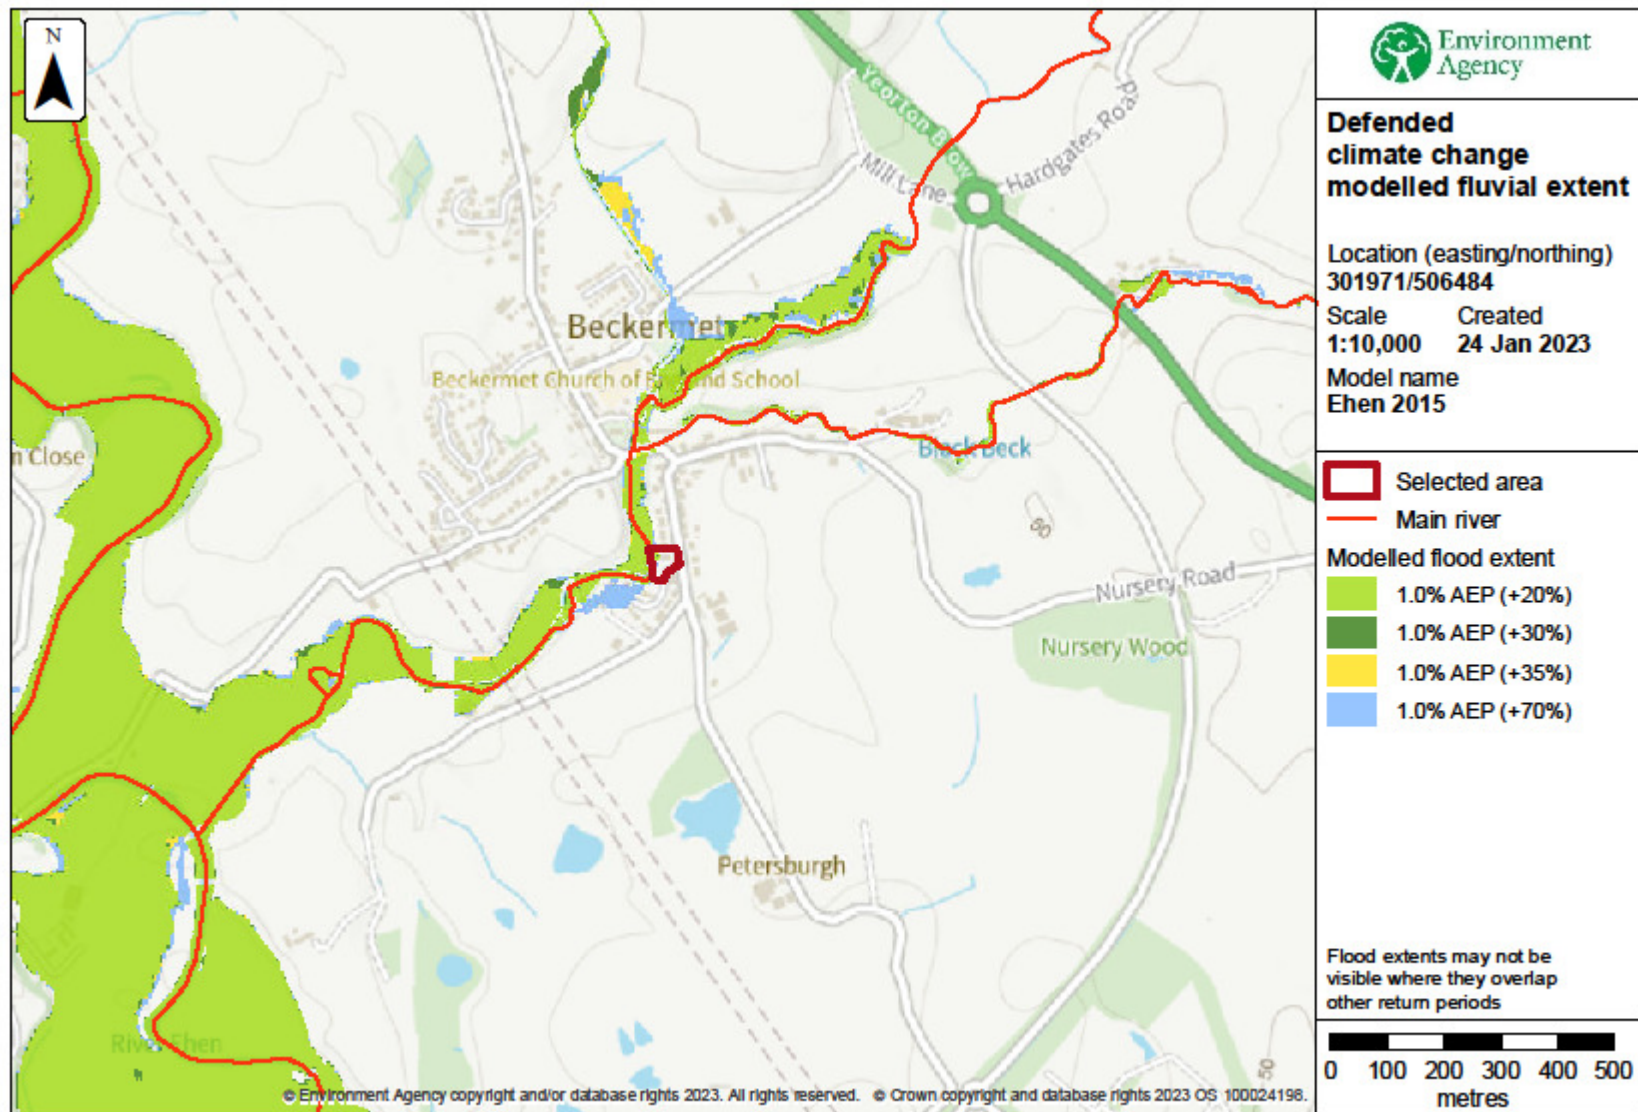 N
Yeorton Brow
Hardgates Road
Mill Lane
Beckermet
Beckermet Church of England School
n Close
Black Beck
50
Nursery Road
Nursery Wood
Petersburgh
River Ehen
50
© Environment Agency copyright and/or database rights 2023. All rights reserved. © Crown copyright and database rights 2023 OS 100024198.
Environment
Agency
Defended
climate change
modelled fluvial extent
Location (easting/northing)
301971/506484
Scale Created
1:10,000 24 Jan 2023
Model name
Ehen 2015
Selected area
Main river
Modelled flood extent
1.0% AEP (+20%)
1.0% AEP (+30%)
1.0% AEP (+35%)
1.0% AEP (+70%)
Flood extents may not be
visible where they overlap
other return periods
0 100 200 300 400 500
metres